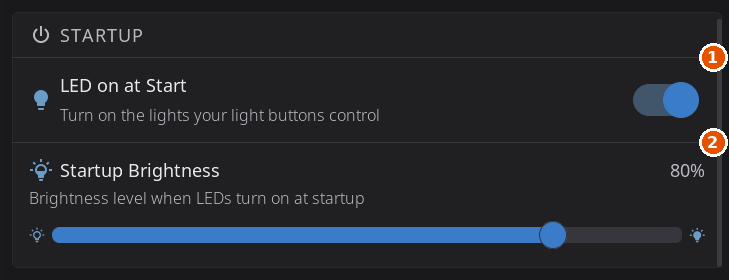 STARTUP
1
LED on at Start
Turn on the lights your light buttons control
2
Startup Brightness
80%
Brightness level when LEDs turn on at startup